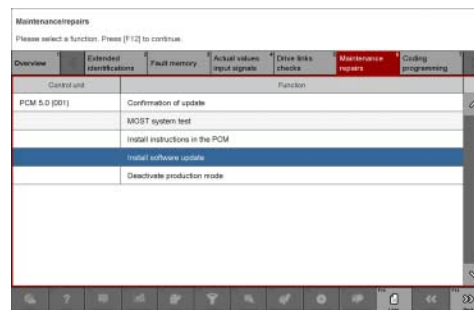 Maintenance/repairs
Please select a function. Press [F12] to continue.
Overview
Extended identifications
Fault memory
Actual values input signals
Drive links checks
Maintenance repairs
Coding programming
Control unit
Function
PCM 5.0 (001)
Confirmation of update
MOST system test
Install instructions in the PCM
Install software update
Deactivate production mode